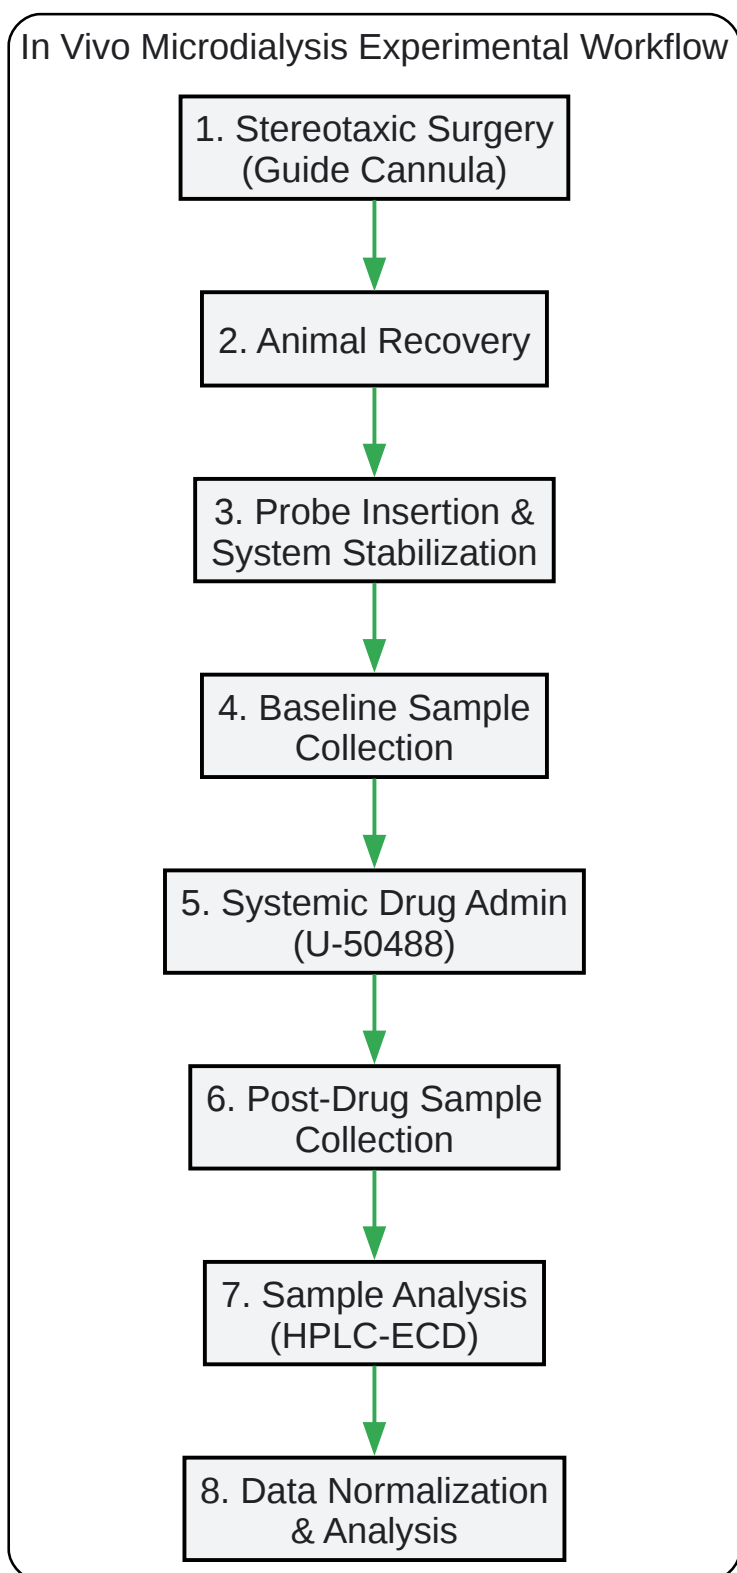 In Vivo Microdialysis Experimental Workflow
1. Stereotaxic Surgery
(Guide Cannula)
2. Animal Recovery
3. Probe Insertion &
System Stabilization
4. Baseline Sample
Collection
5. Systemic Drug Admin
(U-50488)
6. Post-Drug Sample
Collection
7. Sample Analysis
(HPLC-ECD)
8. Data Normalization
& Analysis